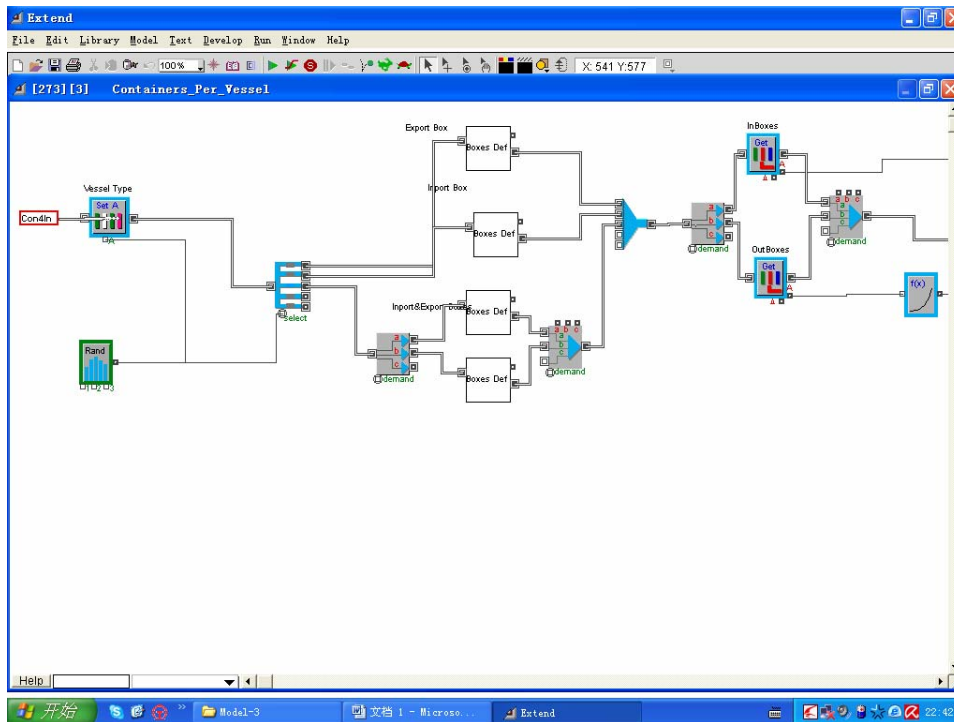 Extend
File Edit Library Model Text Develop Run Window Help
100%
X: 541 Y:577
[273][3] Containers_Per_Vessel
Export Box
Boxes Def
InBoxes
Get
A
Δ
Vessel Type
Set A
A
Con4In
Inport Box
Boxes Def
a b c
a
b
c
demand
a
b
c
demand
OutBoxes
Get
A
Δ
f(x)
Select
Inport&Export Boxes
Boxes Def
a b c
a
b
c
demand
a
b
c
demand
Boxes Def
Rand
1 2 3
Help
开始
Model-3
文档 1 - Microso...
Extend
22:42